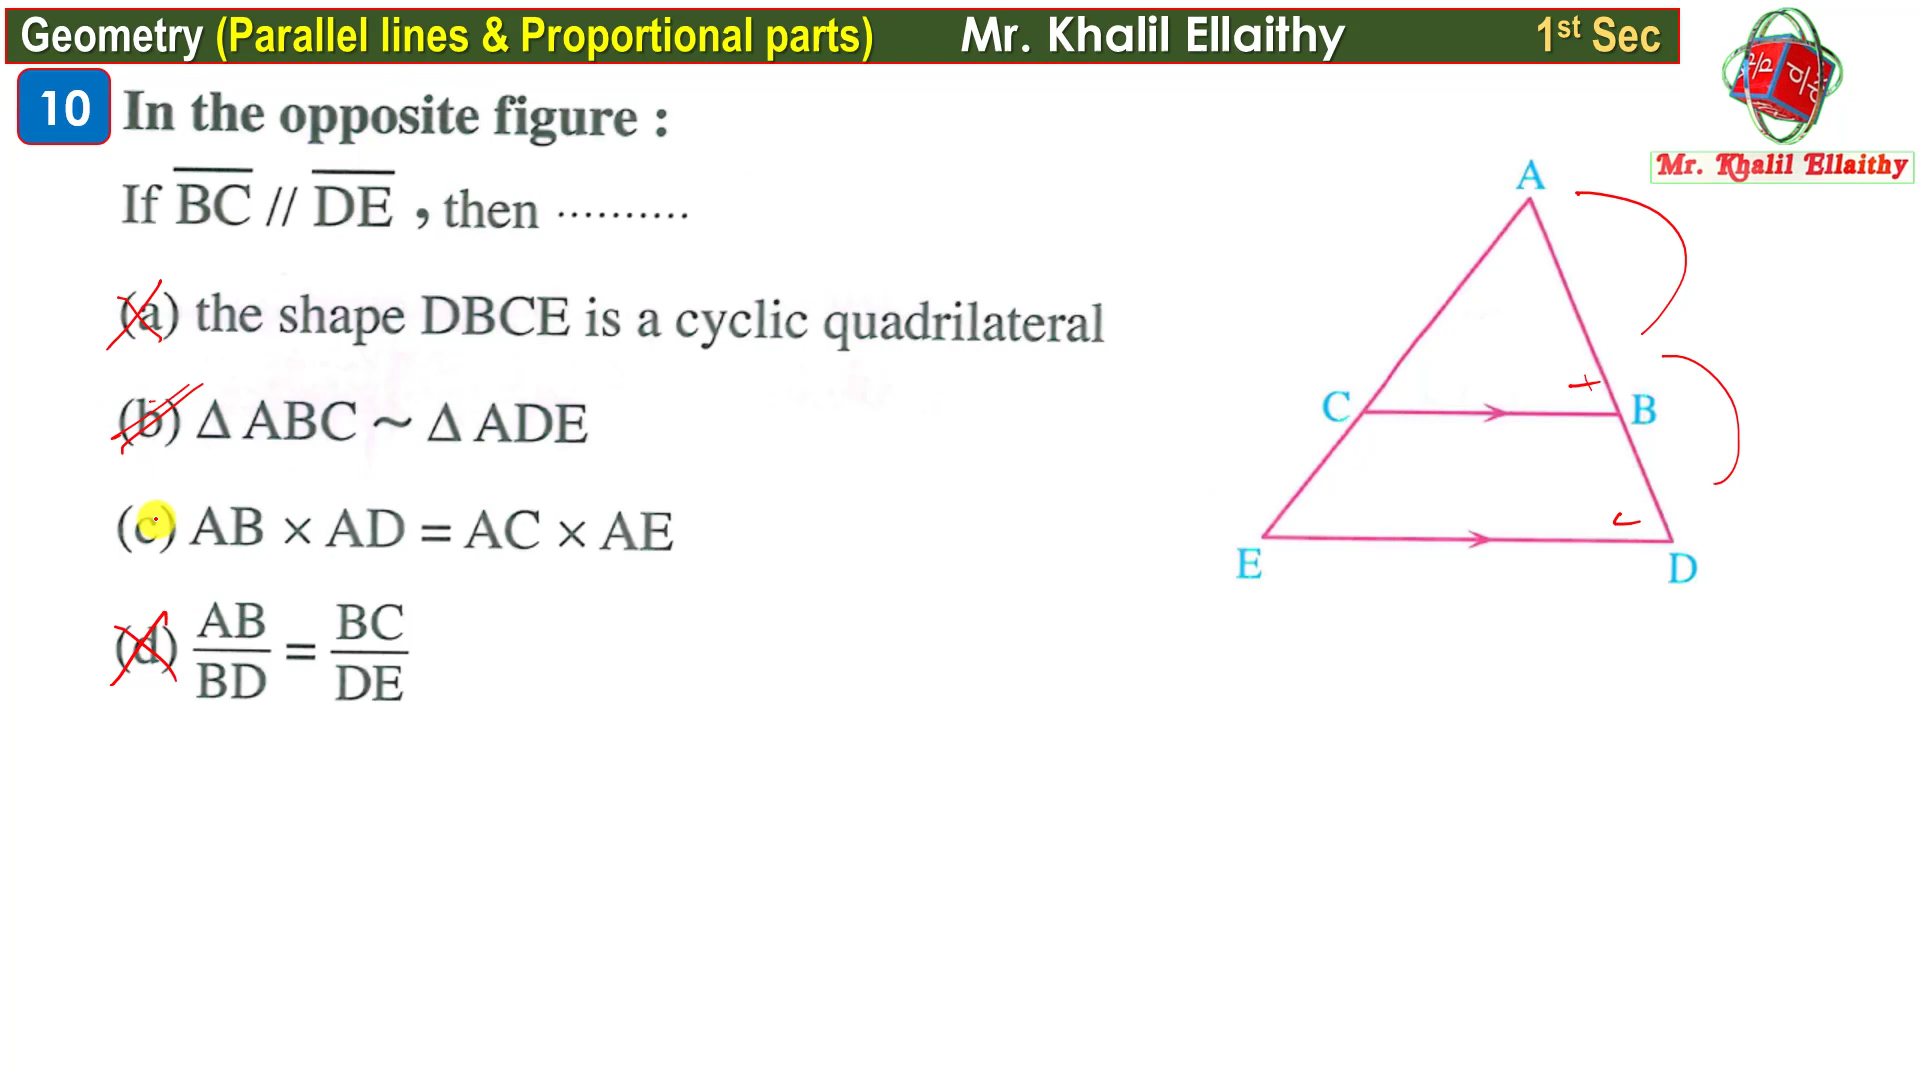 Geometry (Parallel lines & Proportional parts) Mr. Khalil Ellaithy 1st Sec
Mr. Khalil Ellaithy
10 In the opposite figure :
If BC // DE , then ..........
(a) the shape DBCE is a cyclic quadrilateral
(b) Δ ABC ~ Δ ADE
(c) AB × AD = AC × AE
(d) AB/BD = BC/DE
A
C
B
E
D